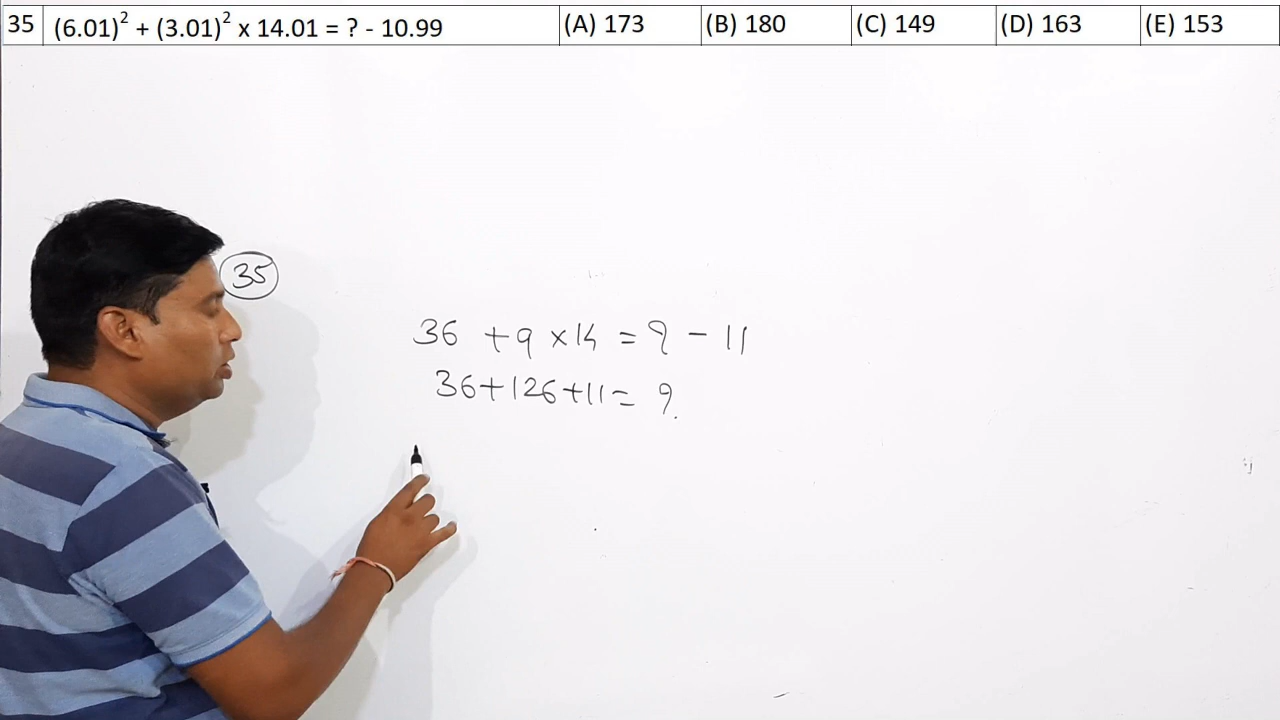 35 (6.01)² + (3.01)² x 14.01 = ? - 10.99 (A) 173 (B) 180 (C) 149 (D) 163 (E) 153
35
36 + 9 × 14 = ? - 11
36 + 126 + 11 = ?